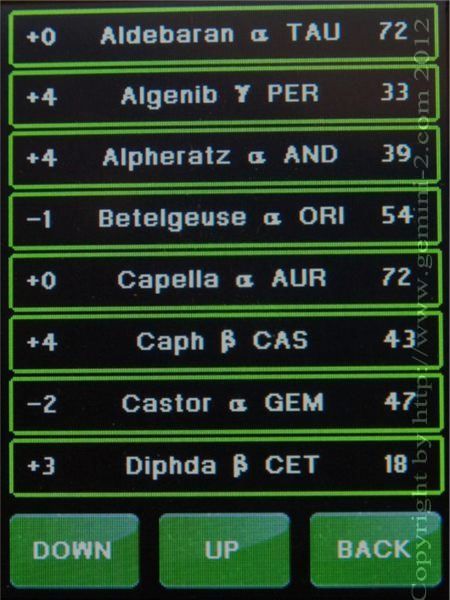 +0 Aldebaran α TAU 72
+4 Algenib γ PER 33
+4 Alpheratz α AND 39
−1 Betelgeuse α ORI 54
+0 Capella α AUR 72
+4 Caph β CAS 43
−2 Castor α GEM 47
+3 Diphda β CET 18
DOWN UP BACK
Copyright by http://www.gemini-2.com 2012